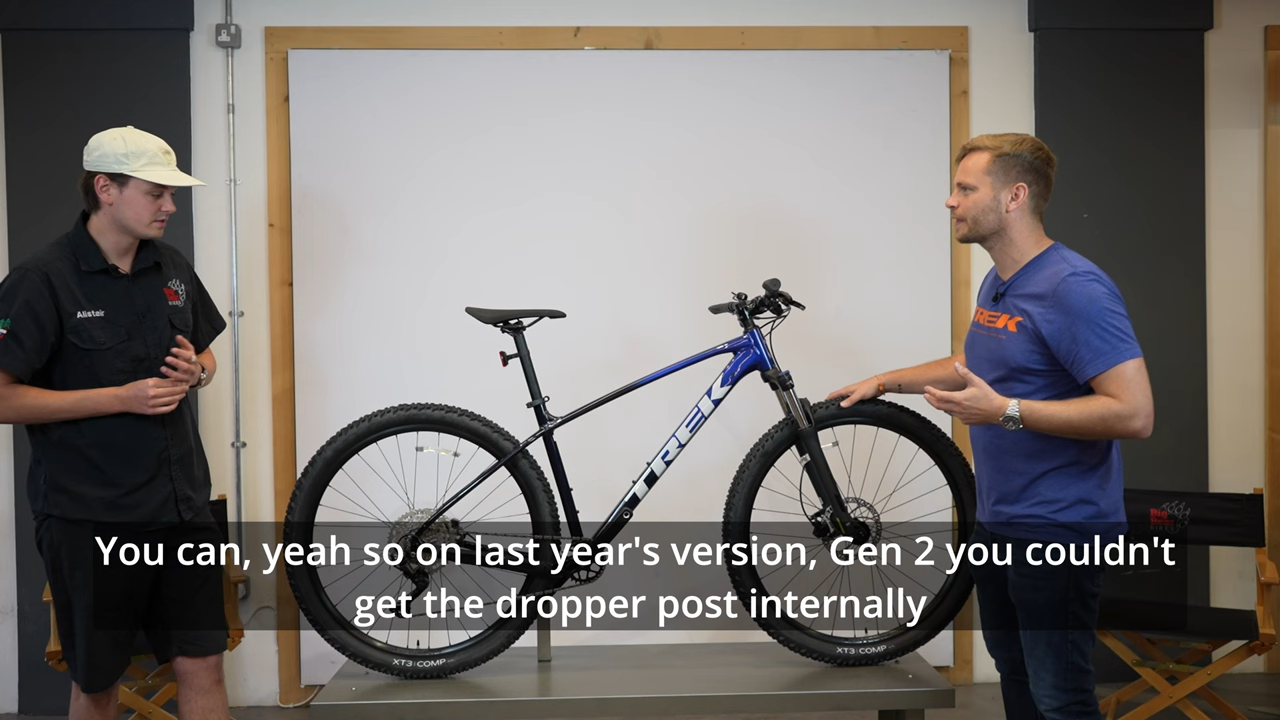 Alistair
TREK
TREK
You can, yeah so on last year's version, Gen 2 you couldn't
get the dropper post internally
XT3 COMP
XT3 COMP